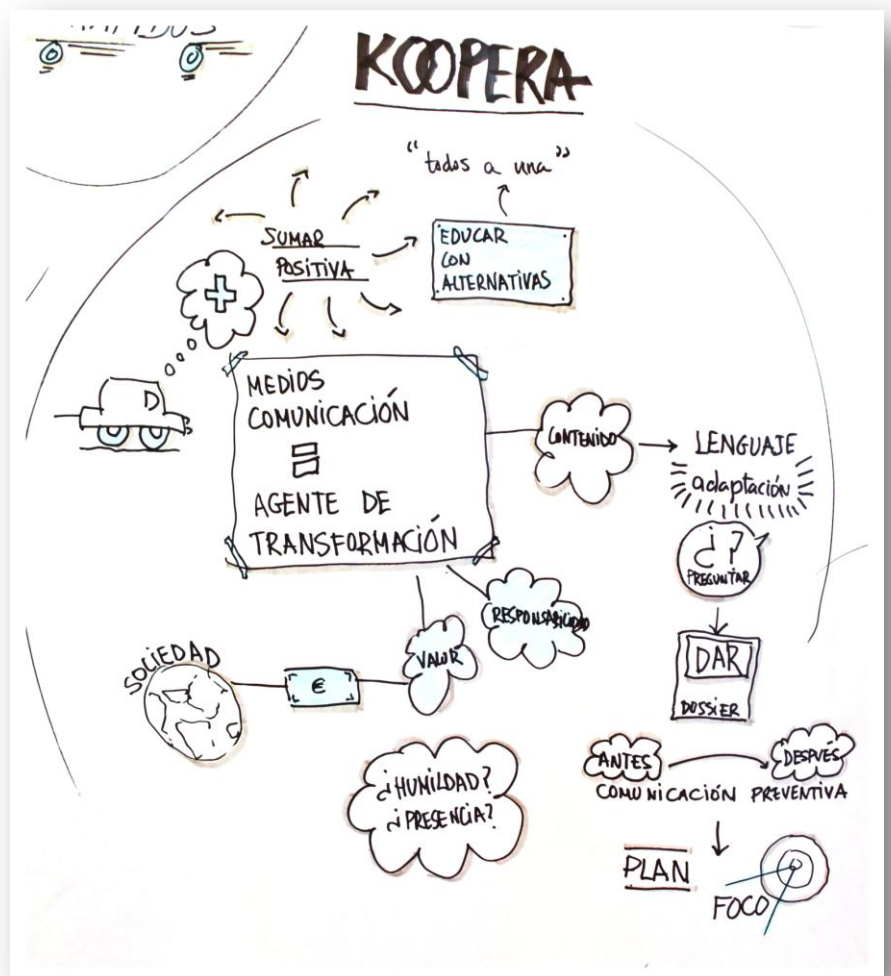 KOOPERA
"todos a una"
SUMAR
POSITIVA
EDUCAR
CON
ALTERNATIVAS
D
MEDIOS
COMUNICACIÓN
=
AGENTE DE
TRANSFORMACIÓN
CONTENIDO
LENGUAJE
adaptación
¿?
PREGUNTAR
DAR
DOSSIER
RESPONSABILIDAD
VALOR
€
SOCIEDAD
¿HUMILDAD?
¿PRESENCIA?
ANTES
DESPUÉS
COMUNICACIÓN PREVENTIVA
PLAN
FOCO